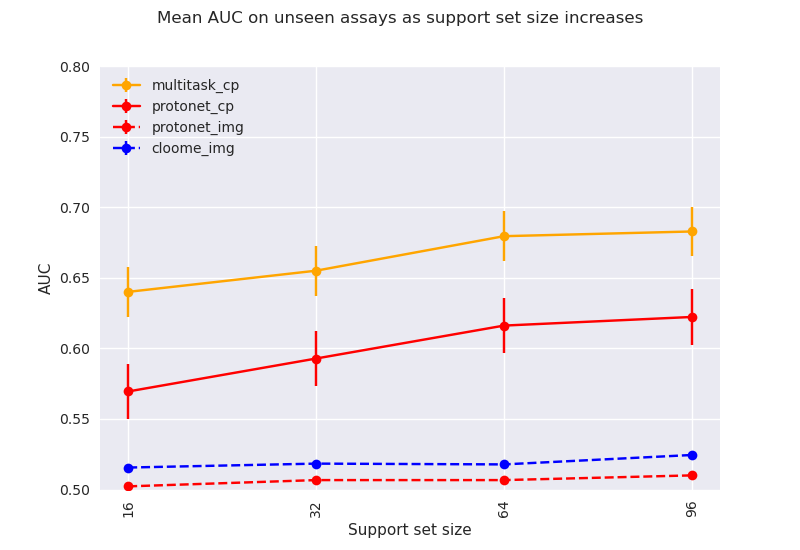 Mean AUC on unseen assays as support set size increases
0.80
0.75
0.70
0.65
0.60
0.55
0.50
AUC
multitask_cp
protonet_cp
protonet_img
cloome_img
16
32
64
96
Support set size